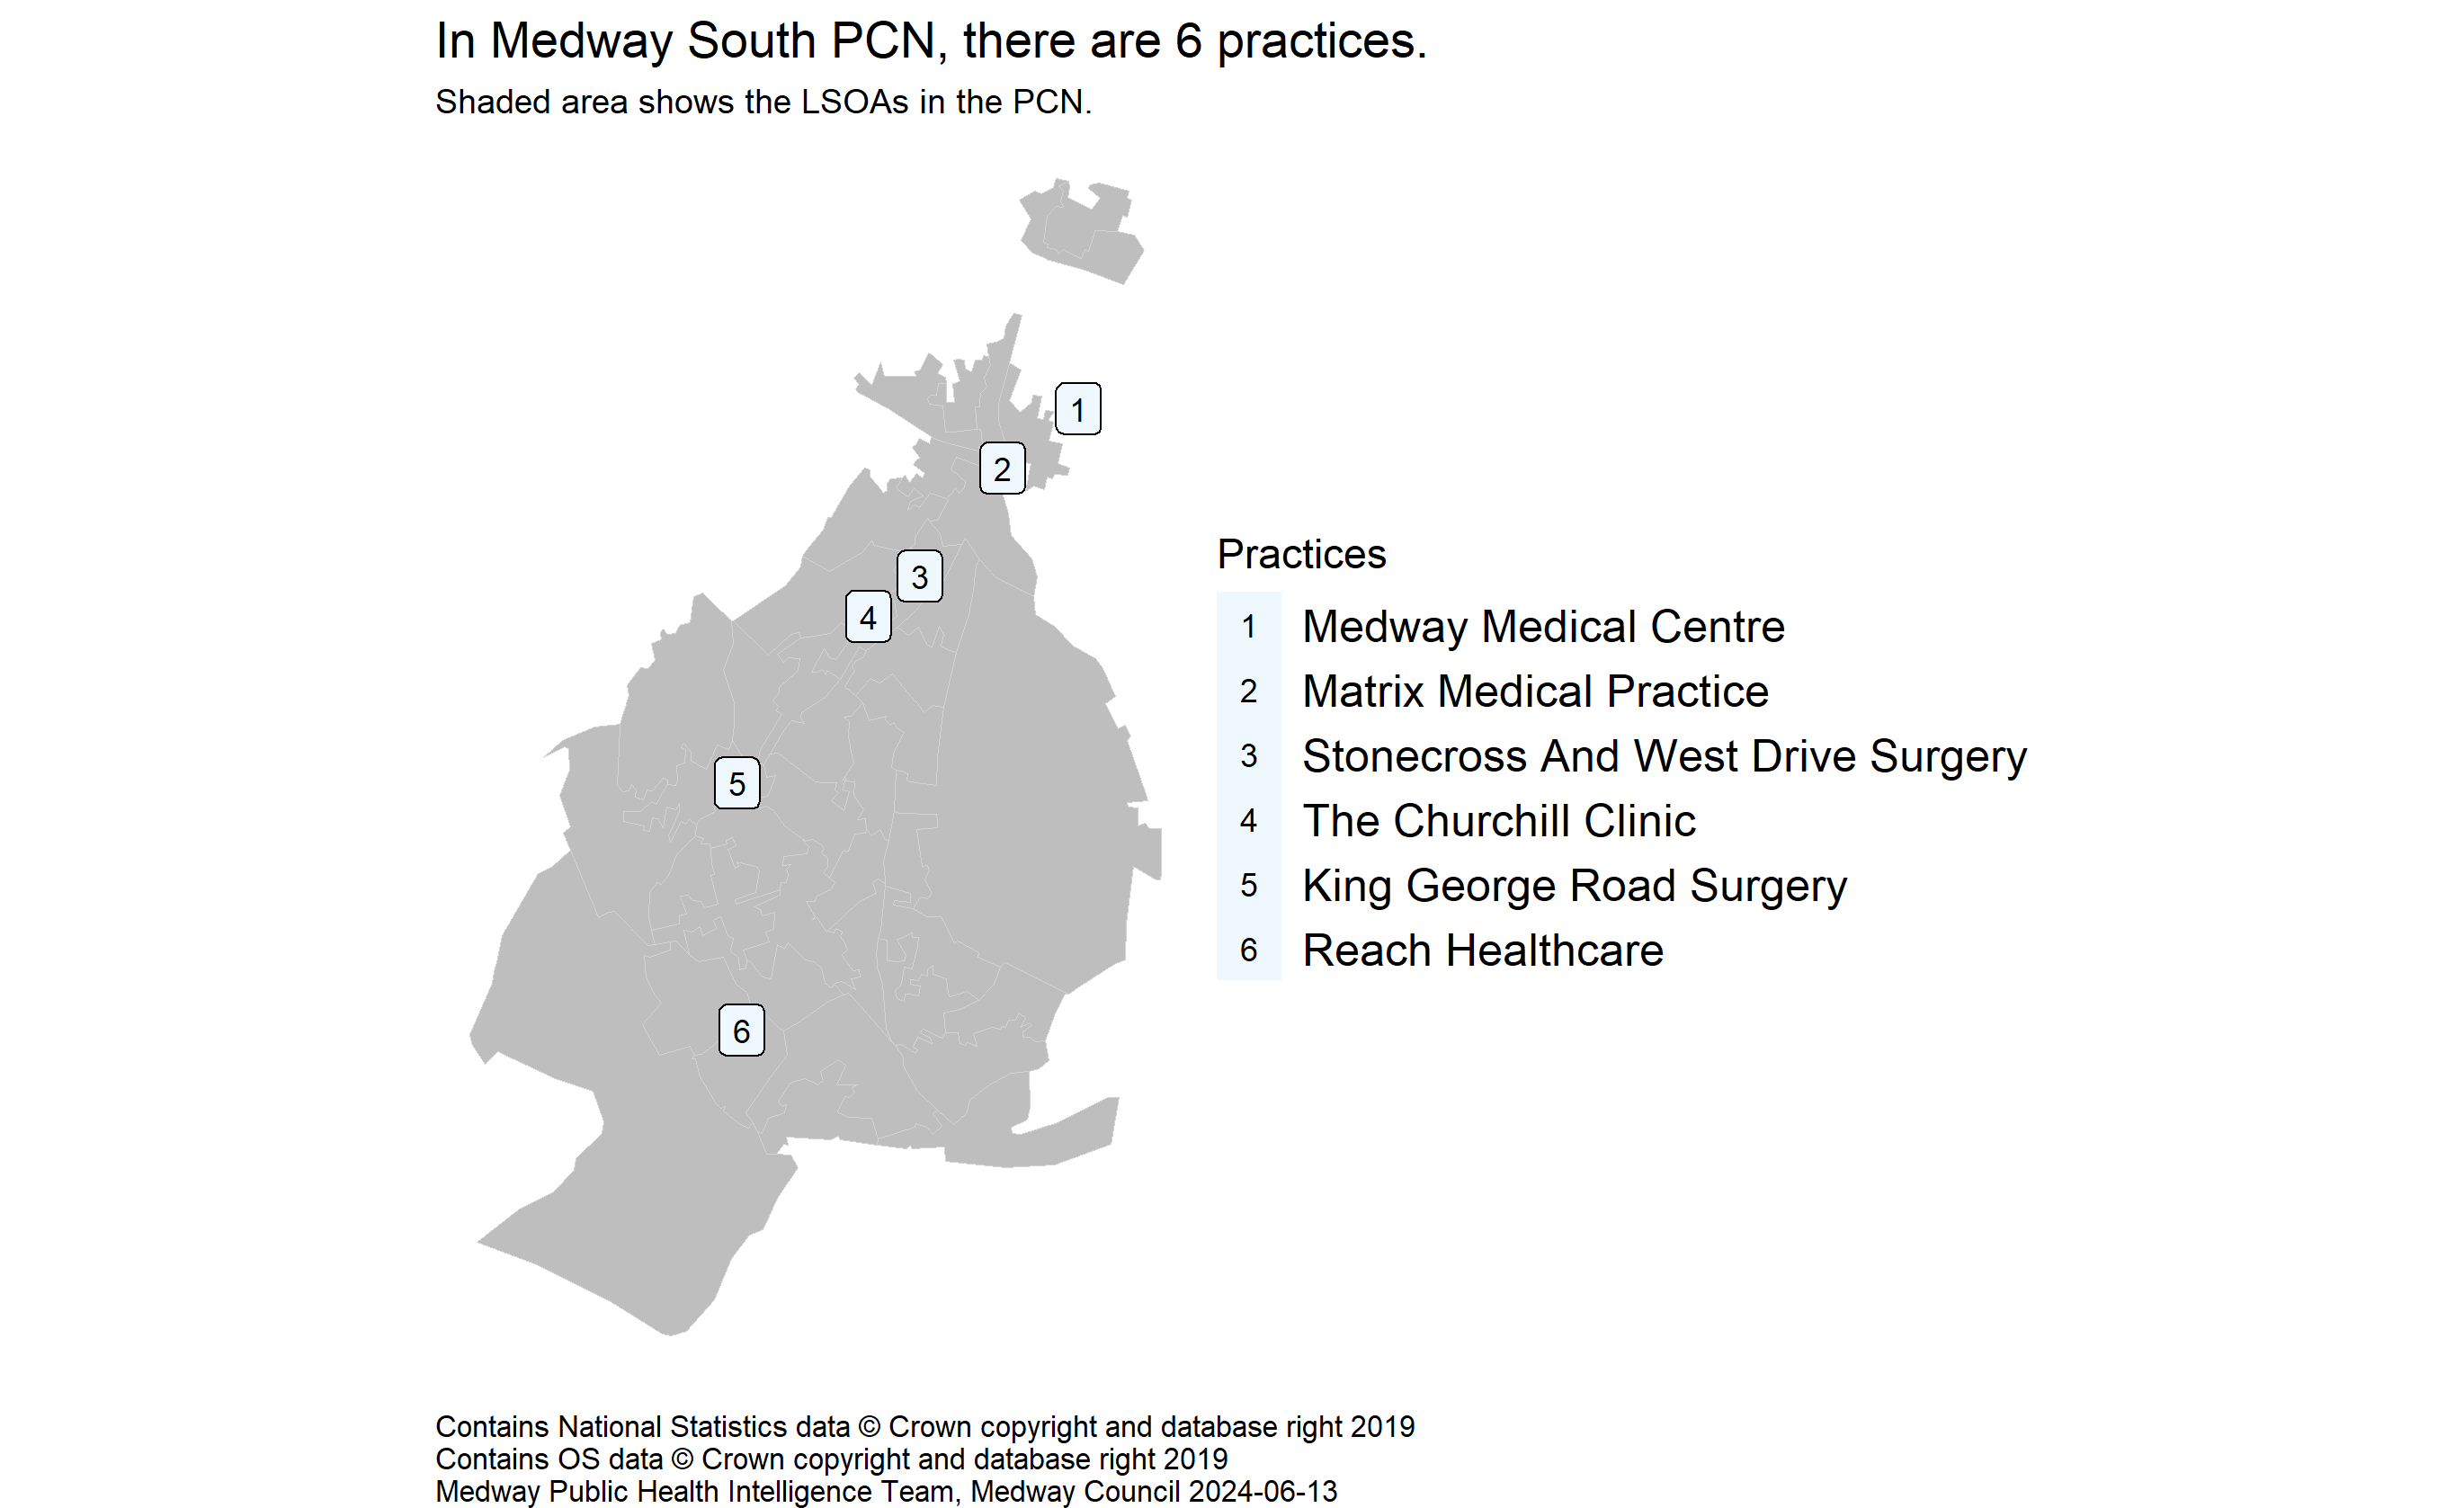 In Medway South PCN, there are 6 practices.
Shaded area shows the LSOAs in the PCN.
1
2
3
4
5
6
Practices
1 Medway Medical Centre
2 Matrix Medical Practice
3 Stonecross And West Drive Surgery
4 The Churchill Clinic
5 King George Road Surgery
6 Reach Healthcare
Contains National Statistics data © Crown copyright and database right 2019
Contains OS data © Crown copyright and database right 2019
Medway Public Health Intelligence Team, Medway Council 2024-06-13